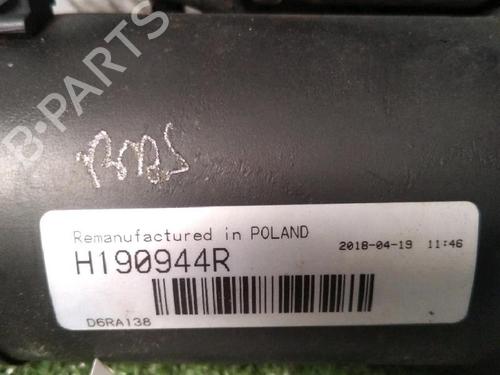 B-PARTS
Remanufactured in POLAND
2018-04-19 11:46
H190944R
D6RA138